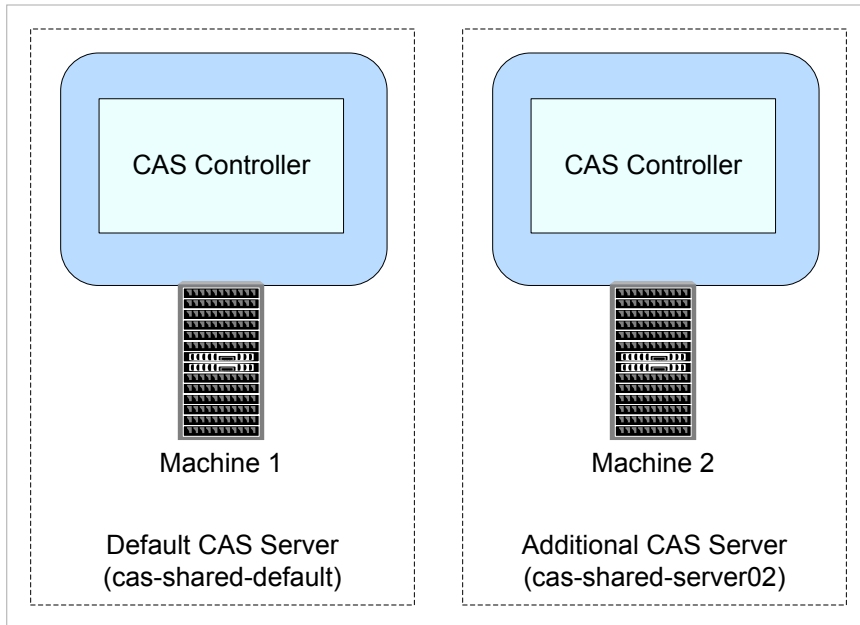 CAS Controller
Machine 1
Default CAS Server
(cas-shared-default)
CAS Controller
Machine 2
Additional CAS Server
(cas-shared-server02)